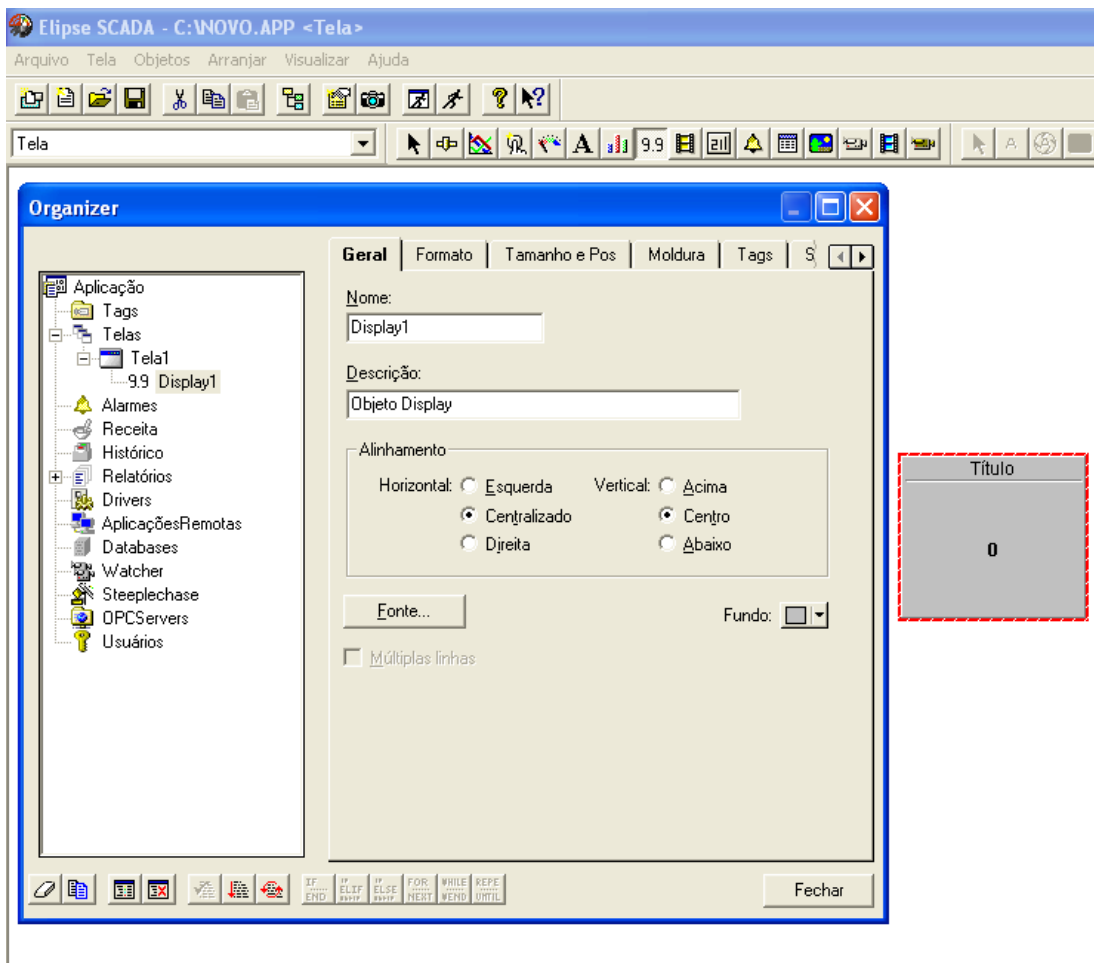 Elipse SCADA - C:\NOVO.APP <Tela>
Arquivo Tela Objetos Arranjar Visualizar Ajuda
Tela
A 9.9 A
Organizer
Geral Formato Tamanho e Pos Moldura Tags S
Aplicação
Tags
Telas
Tela1
9.9 Display1
Alarmes
Receita
Histórico
Relatórios
Drivers
AplicaçõesRemotas
Databases
Watcher
Steeplechase
OPCServers
Usuários
Nome:
Display1
Descrição:
Objeto Display
Alinhamento
Horizontal: Esquerda Vertical: Acima
Centralizado Centro
Direita Abaixo
Fonte... Fundo:
Múltiplas linhas
IF END
ELIF
ELSE
FOR NEXT
WHILE WEND
REPE UNTIL
Fechar
Título
0